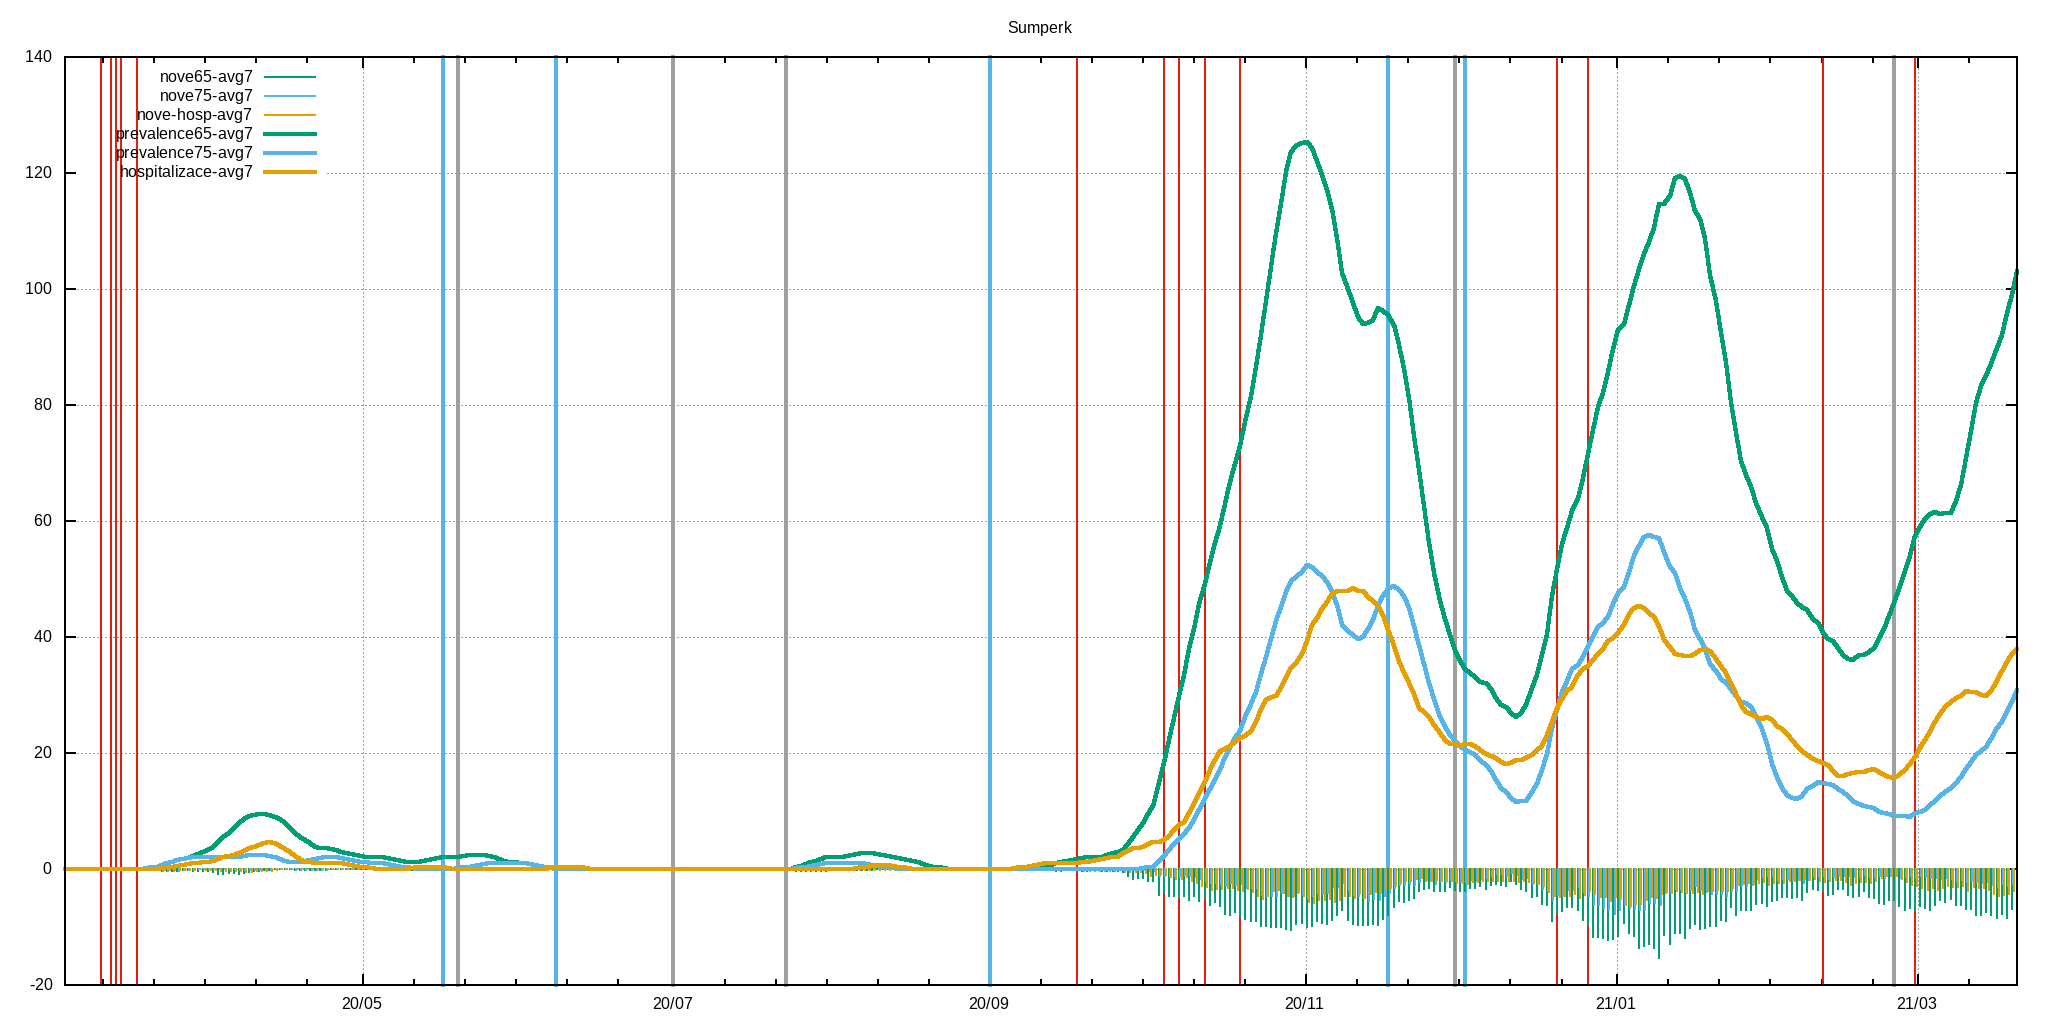 Sumperk
140
nove65-avg7
nove75-avg7
nove-hosp-avg7
prevalence65-avg7
prevalence75-avg7
hospitalizace-avg7
120
100
80
60
40
20
0
-20
20/05 20/07 20/09 20/11 21/01 21/03